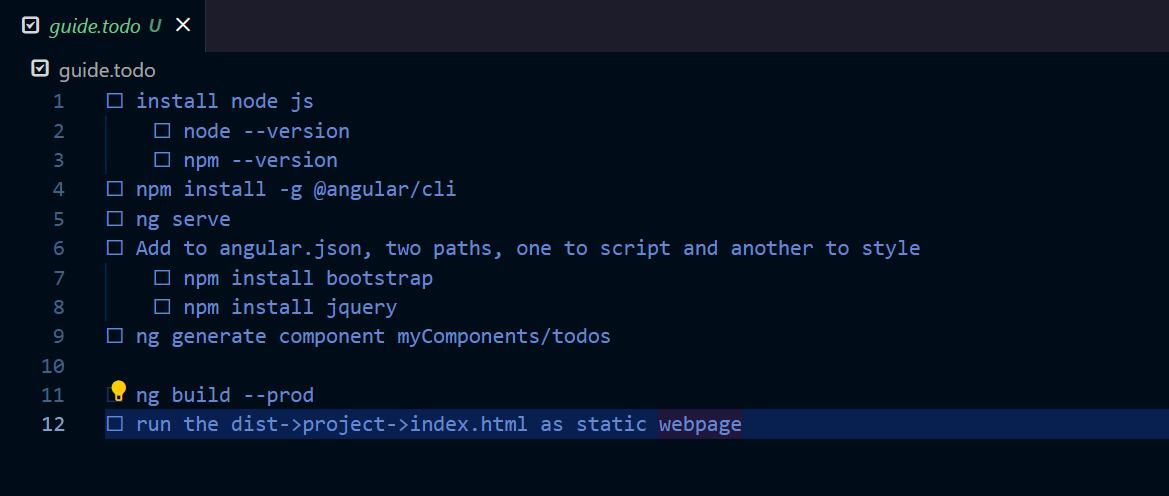 guide.todo U ×
guide.todo
1 ☐ install node js
2 ☐ node --version
3 ☐ npm --version
4 ☐ npm install -g @angular/cli
5 ☐ ng serve
6 ☐ Add to angular.json, two paths, one to script and another to style
7 ☐ npm install bootstrap
8 ☐ npm install jquery
9 ☐ ng generate component myComponents/todos
10
11 ☐ ng build --prod
12 ☐ run the dist->project->index.html as static webpage